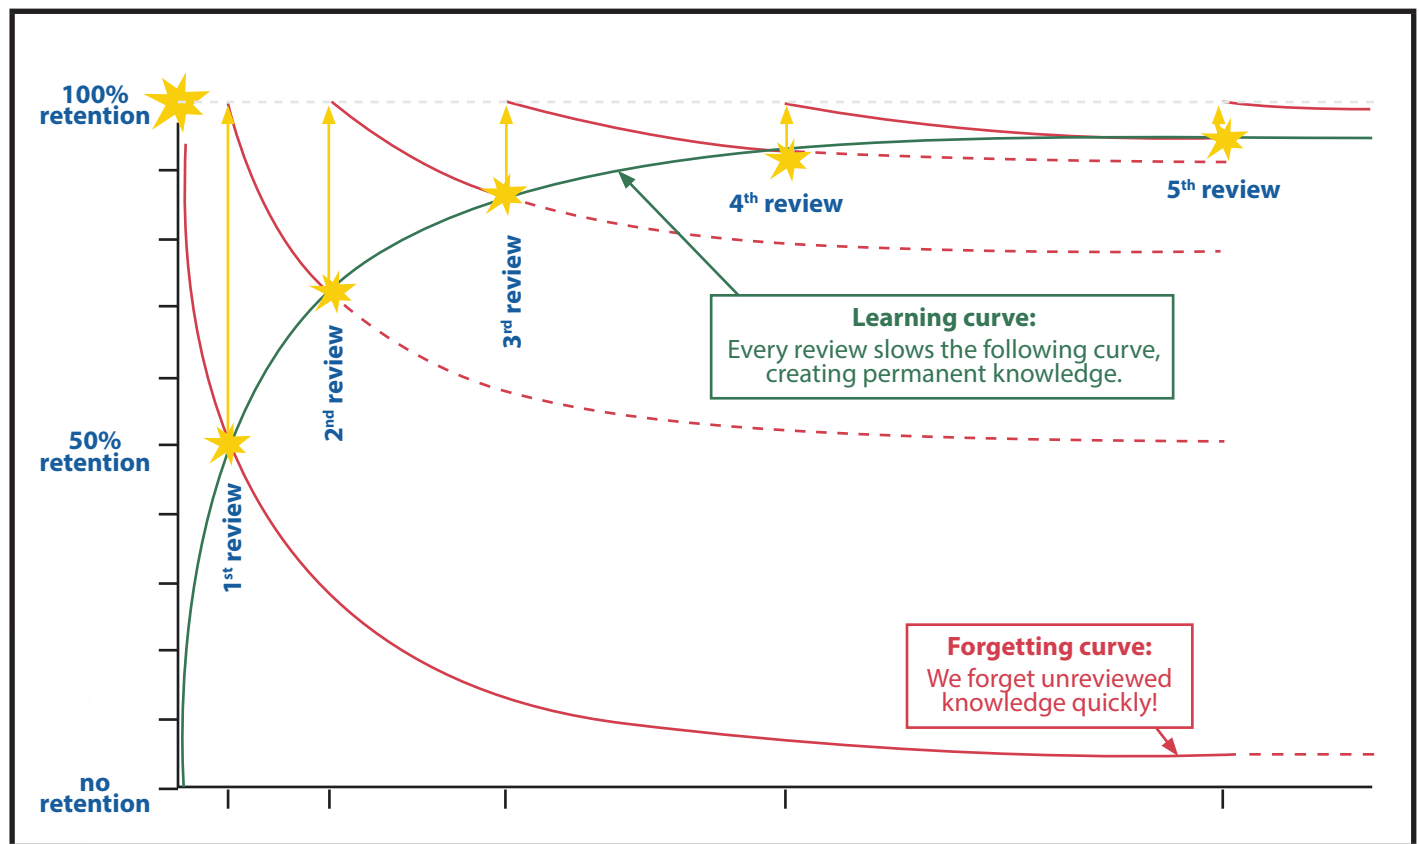 100%
retention
50%
retention
no
retention
1st review
2nd review
3rd review
4th review
5th review
Learning curve:
Every review slows the following curve,
creating permanent knowledge.
Forgetting curve:
We forget unreviewed
knowledge quickly!